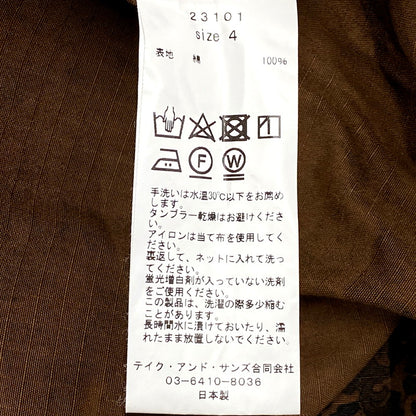 23101
size 4
表地 綿 100%
F W
手洗いは水温30℃以下をお薦め
します。
タンブラー乾燥はお避けくださ
い。
アイロンは当て布を使用してく
ださい。
裏返して、ネットに入れて洗っ
てください。
蛍光増白剤が入っていない洗剤
をご使用ください。
この製品は、洗濯の際多少縮む
ことがあります。
長時間水に漬けておいたり、濡
れたまま放置しないでください
。
テイク・アンド・サンズ合同会社
03-6410-8036
日本製